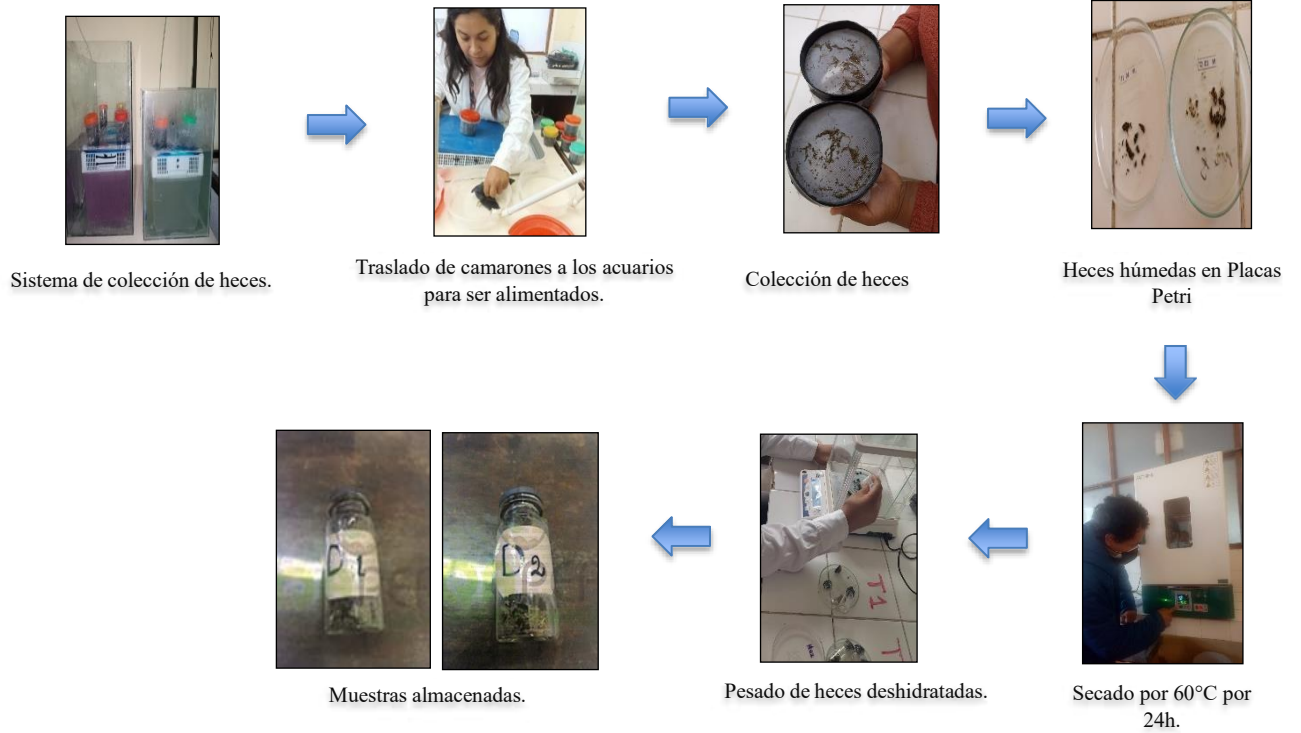 Sistema de colección de heces.
Traslado de camarones a los acuarios
para ser alimentados.
Colección de heces
Heces húmedas en Placas
Petri
Secado por 60°C por
24h.
Pesado de heces deshidratadas.
T1
D1
D2
Muestras almacenadas.